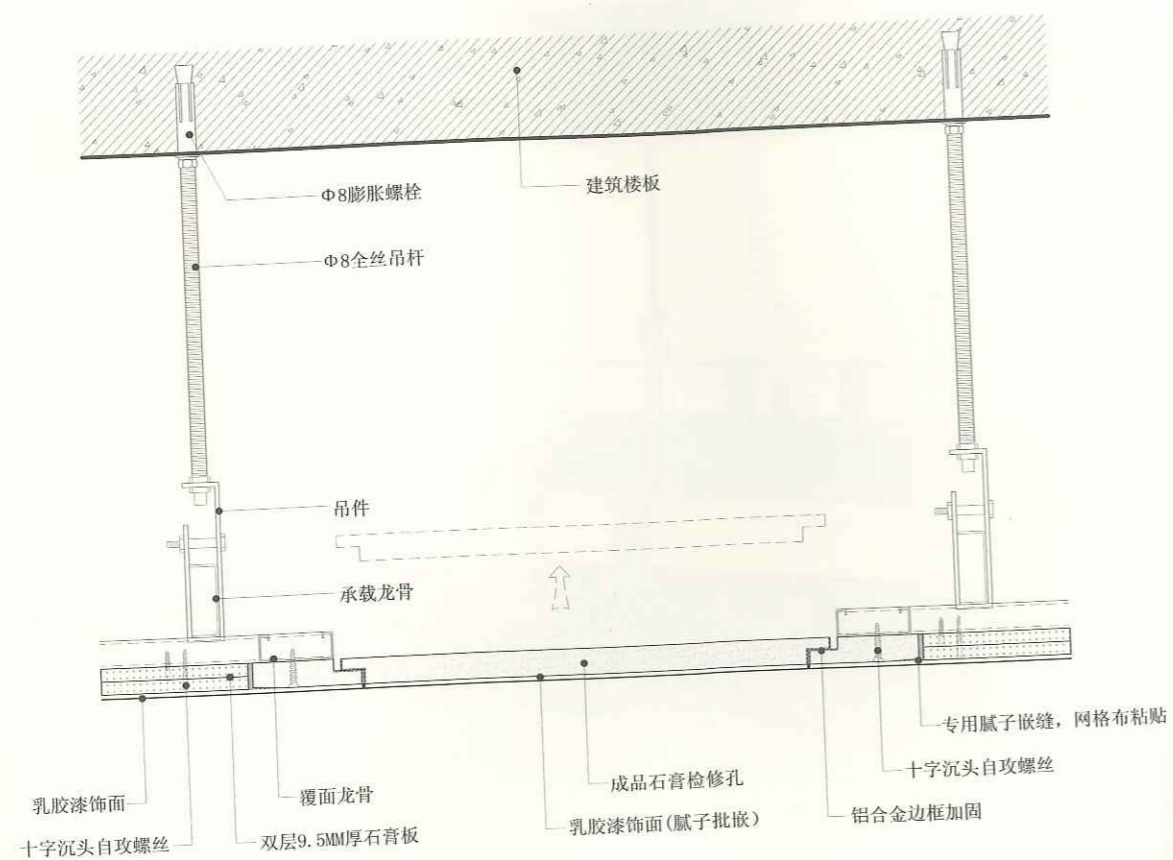 建筑楼板
Φ8膨胀螺栓
Φ8全丝吊杆
吊件
承载龙骨
专用腻子嵌缝，网格布粘贴
十字沉头自攻螺丝
成品石膏检修孔
铝合金边框加固
乳胶漆饰面(腻子批嵌)
覆面龙骨
乳胶漆饰面
双层9.5MM厚石膏板
十字沉头自攻螺丝